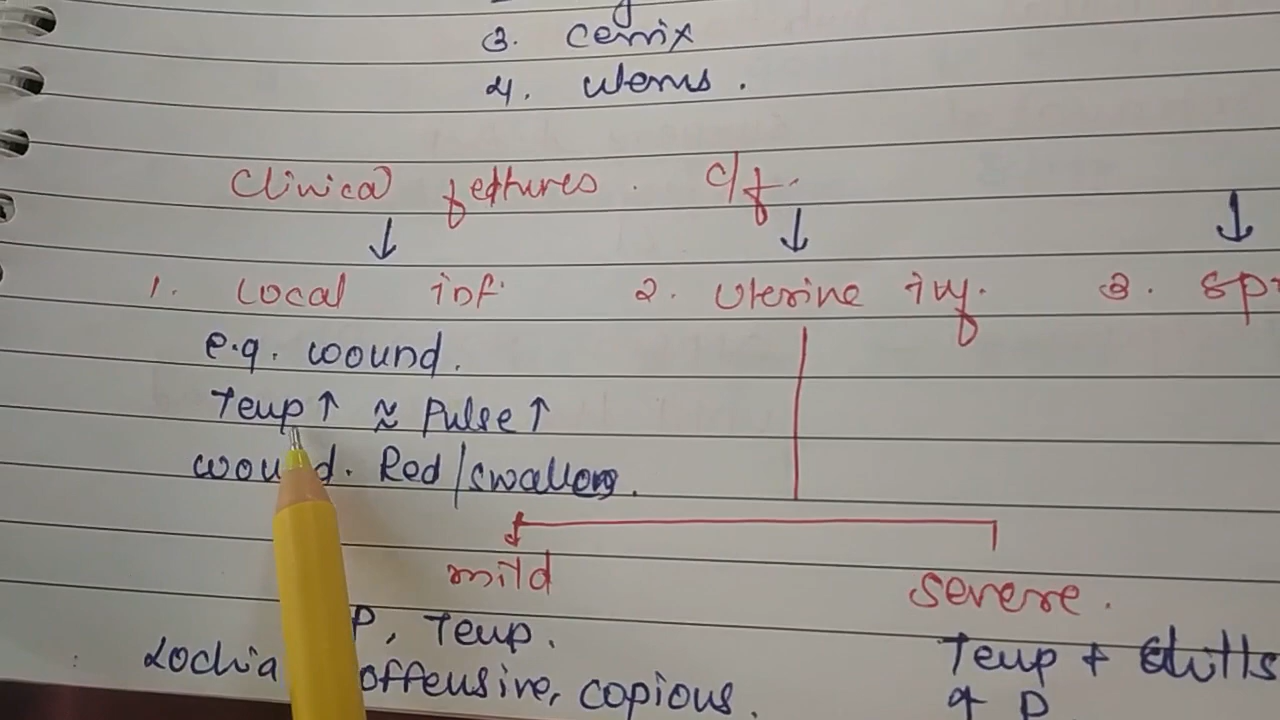 3. Cervix
4. Uterus.
Clinical features. c/f.
↓ ↓ ↓
1. Local inf. 2. Uterine inf. 3. Sp
e.g. wound.
Temp ↑ ≈ Pulse ↑
wound. Red/swallen.
mild severe.
P, Temp. Temp + chills
Lochia offensive, copious. ↑ P